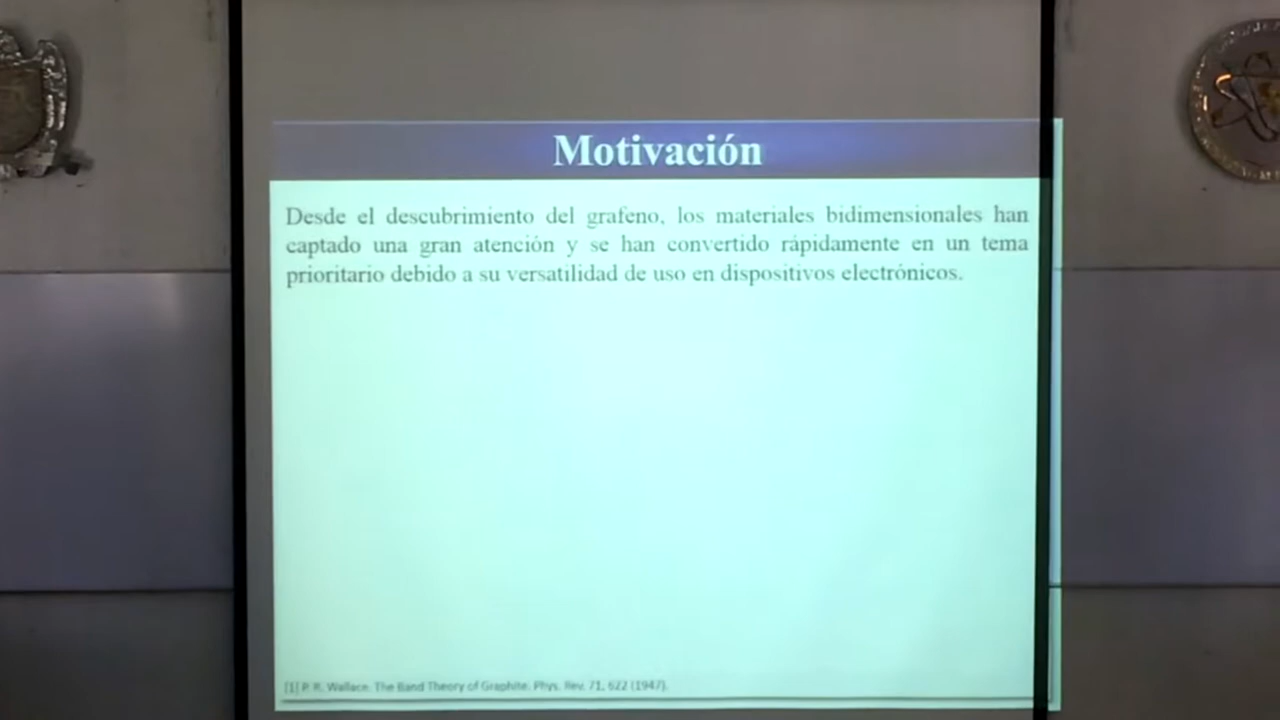 Motivación
Desde el descubrimiento del grafeno, los materiales bidimensionales han
captado una gran atención y se han convertido rápidamente en un tema
prioritario debido a su versatilidad de uso en dispositivos electrónicos.
[1] P. R. Wallace. The Band Theory of Graphite. Phys. Rev. 71, 622 (1947).